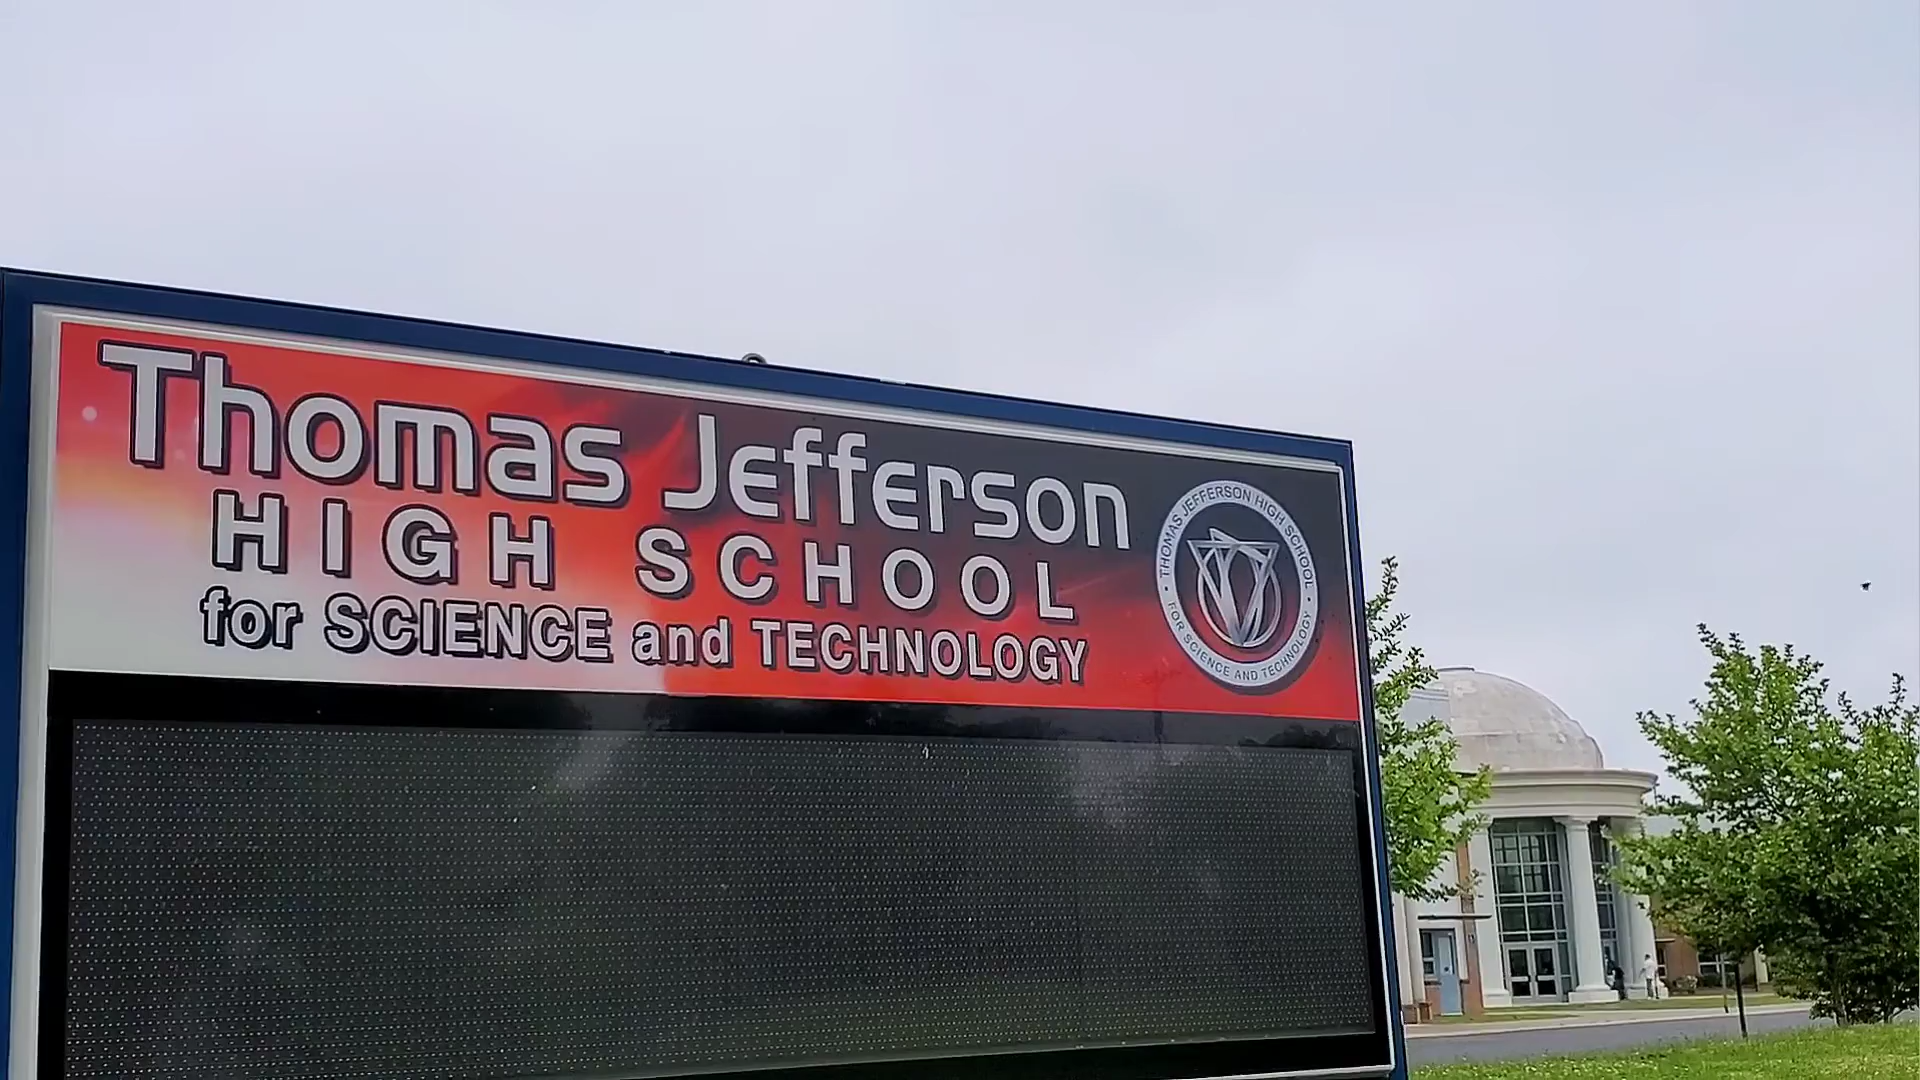 Thomas Jefferson
HIGH SCHOOL
for SCIENCE and TECHNOLOGY
THOMAS JEFFERSON HIGH SCHOOL
FOR SCIENCE AND TECHNOLOGY